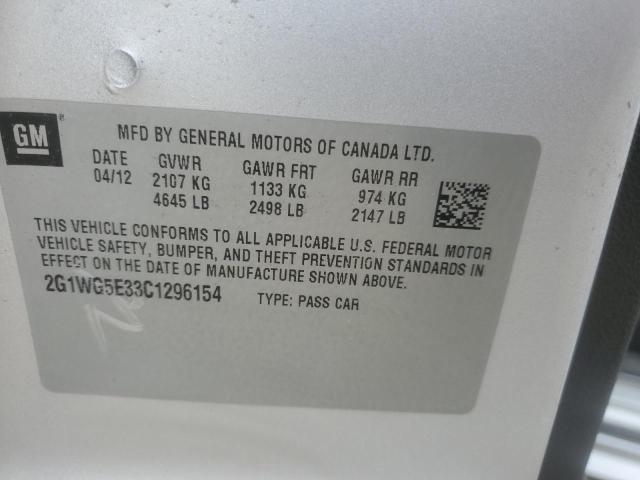 GM
MFD BY GENERAL MOTORS OF CANADA LTD.
DATE GVWR GAWR FRT GAWR RR
04/12 2107 KG 1133 KG 974 KG
4645 LB 2498 LB 2147 LB
THIS VEHICLE CONFORMS TO ALL APPLICABLE U.S. FEDERAL MOTOR
VEHICLE SAFETY, BUMPER, AND THEFT PREVENTION STANDARDS IN
EFFECT ON THE DATE OF MANUFACTURE SHOWN ABOVE.
2G1WG5E33C1296154 TYPE: PASS CAR